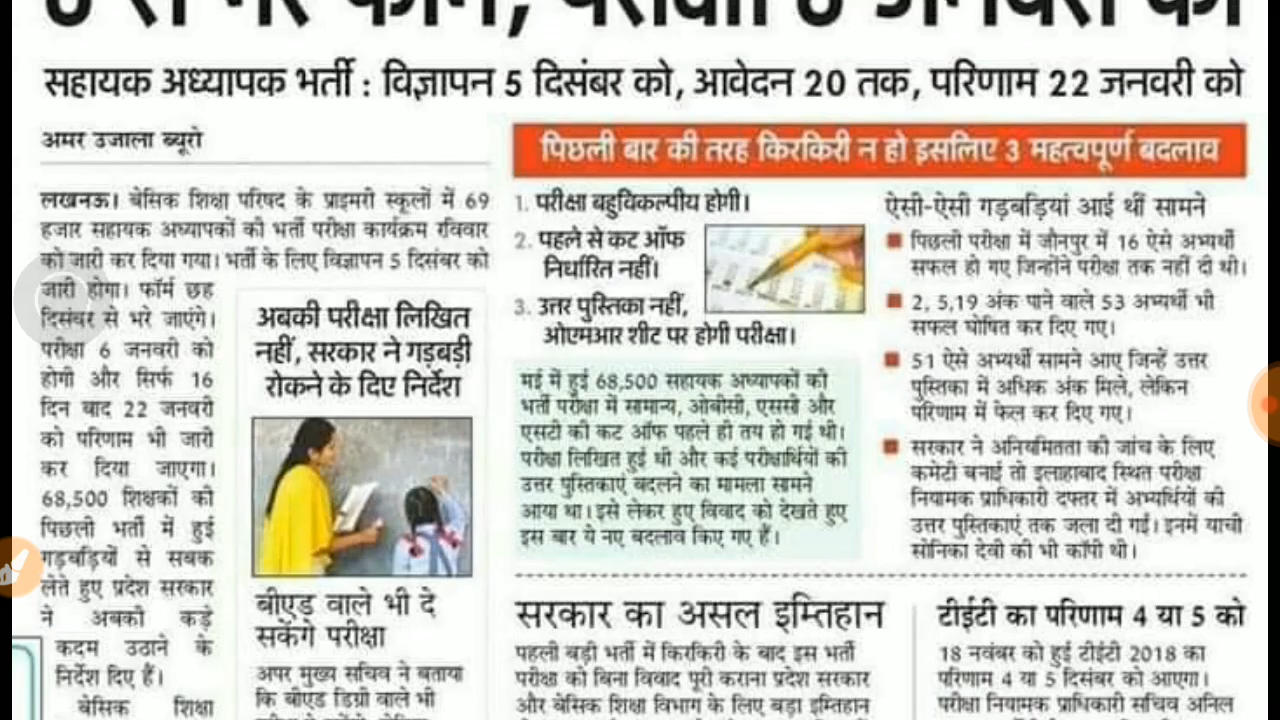 सहायक अध्यापक भर्ती : विज्ञापन 5 दिसंबर को, आवेदन 20 तक, परिणाम 22 जनवरी को
अमर उजाला ब्यूरो
लखनऊ। बेसिक शिक्षा परिषद के प्राइमरी स्कूलों में 69
हजार सहायक अध्यापकों की भर्ती परीक्षा कार्यक्रम रविवार
को जारी कर दिया गया। भर्ती के लिए विज्ञापन 5 दिसंबर को
जारी होगा। फॉर्म छह
दिसंबर से भरे जाएंगे।
परीक्षा 6 जनवरी को
होगी और सिर्फ 16
दिन बाद 22 जनवरी
को परिणाम भी जारी
कर दिया जाएगा।
68,500 शिक्षकों की
पिछली भर्ती में हुई
गड़बड़ियों से सबक
लेते हुए प्रदेश सरकार
ने अबकी कड़े
कदम उठाने के
निर्देश दिए हैं।
बेसिक शिक्षा
अबकी परीक्षा लिखित
नहीं, सरकार ने गड़बड़ी
रोकने के दिए निर्देश
बीएड वाले भी दे
सकेंगे परीक्षा
अपर मुख्य सचिव ने बताया
कि बीएड डिग्री वाले भी
पिछली बार की तरह किरकिरी न हो इसलिए 3 महत्वपूर्ण बदलाव
1. परीक्षा बहुविकल्पीय होगी।
2. पहले से कट ऑफ
निर्धारित नहीं।
3. उत्तर पुस्तिका नहीं,
ओएमआर शीट पर होगी परीक्षा।
मई में हुई 68,500 सहायक अध्यापकों की
भर्ती परीक्षा में सामान्य, ओबीसी, एससी और
एसटी की कट ऑफ पहले ही तय हो गई थी।
परीक्षा लिखित हुई थी और कई परीक्षार्थियों की
उत्तर पुस्तिकाएं बदलने का मामला सामने
आया था। इसे लेकर हुए विवाद को देखते हुए
इस बार ये नए बदलाव किए गए हैं।
ऐसी-ऐसी गड़बड़ियां आई थीं सामने
पिछली परीक्षा में जौनपुर में 16 ऐसे अभ्यर्थी
सफल हो गए जिन्होंने परीक्षा तक नहीं दी थी।
2, 5,19 अंक पाने वाले 53 अभ्यर्थी भी
सफल घोषित कर दिए गए।
51 ऐसे अभ्यर्थी सामने आए जिन्हें उत्तर
पुस्तिका में अधिक अंक मिले, लेकिन
परिणाम में फेल कर दिए गए।
सरकार ने अनियमितता की जांच के लिए
कमेटी बनाई तो इलाहाबाद स्थित परीक्षा
नियामक प्राधिकारी दफ्तर में अभ्यर्थियों की
उत्तर पुस्तिकाएं तक जला दी गईं। इनमें याची
सोनिका देवी की भी कॉपी थी।
सरकार का असल इम्तिहान
पहली बड़ी भर्ती में किरकिरी के बाद इस भर्ती
परीक्षा को बिना विवाद पूरी कराना प्रदेश सरकार
और बेसिक शिक्षा विभाग के लिए बड़ा इम्तिहान
टीईटी का परिणाम 4 या 5 को
18 नवंबर को हुई टीईटी 2018 का
परिणाम 4 या 5 दिसंबर को आएगा।
परीक्षा नियामक प्राधिकारी सचिव अनिल